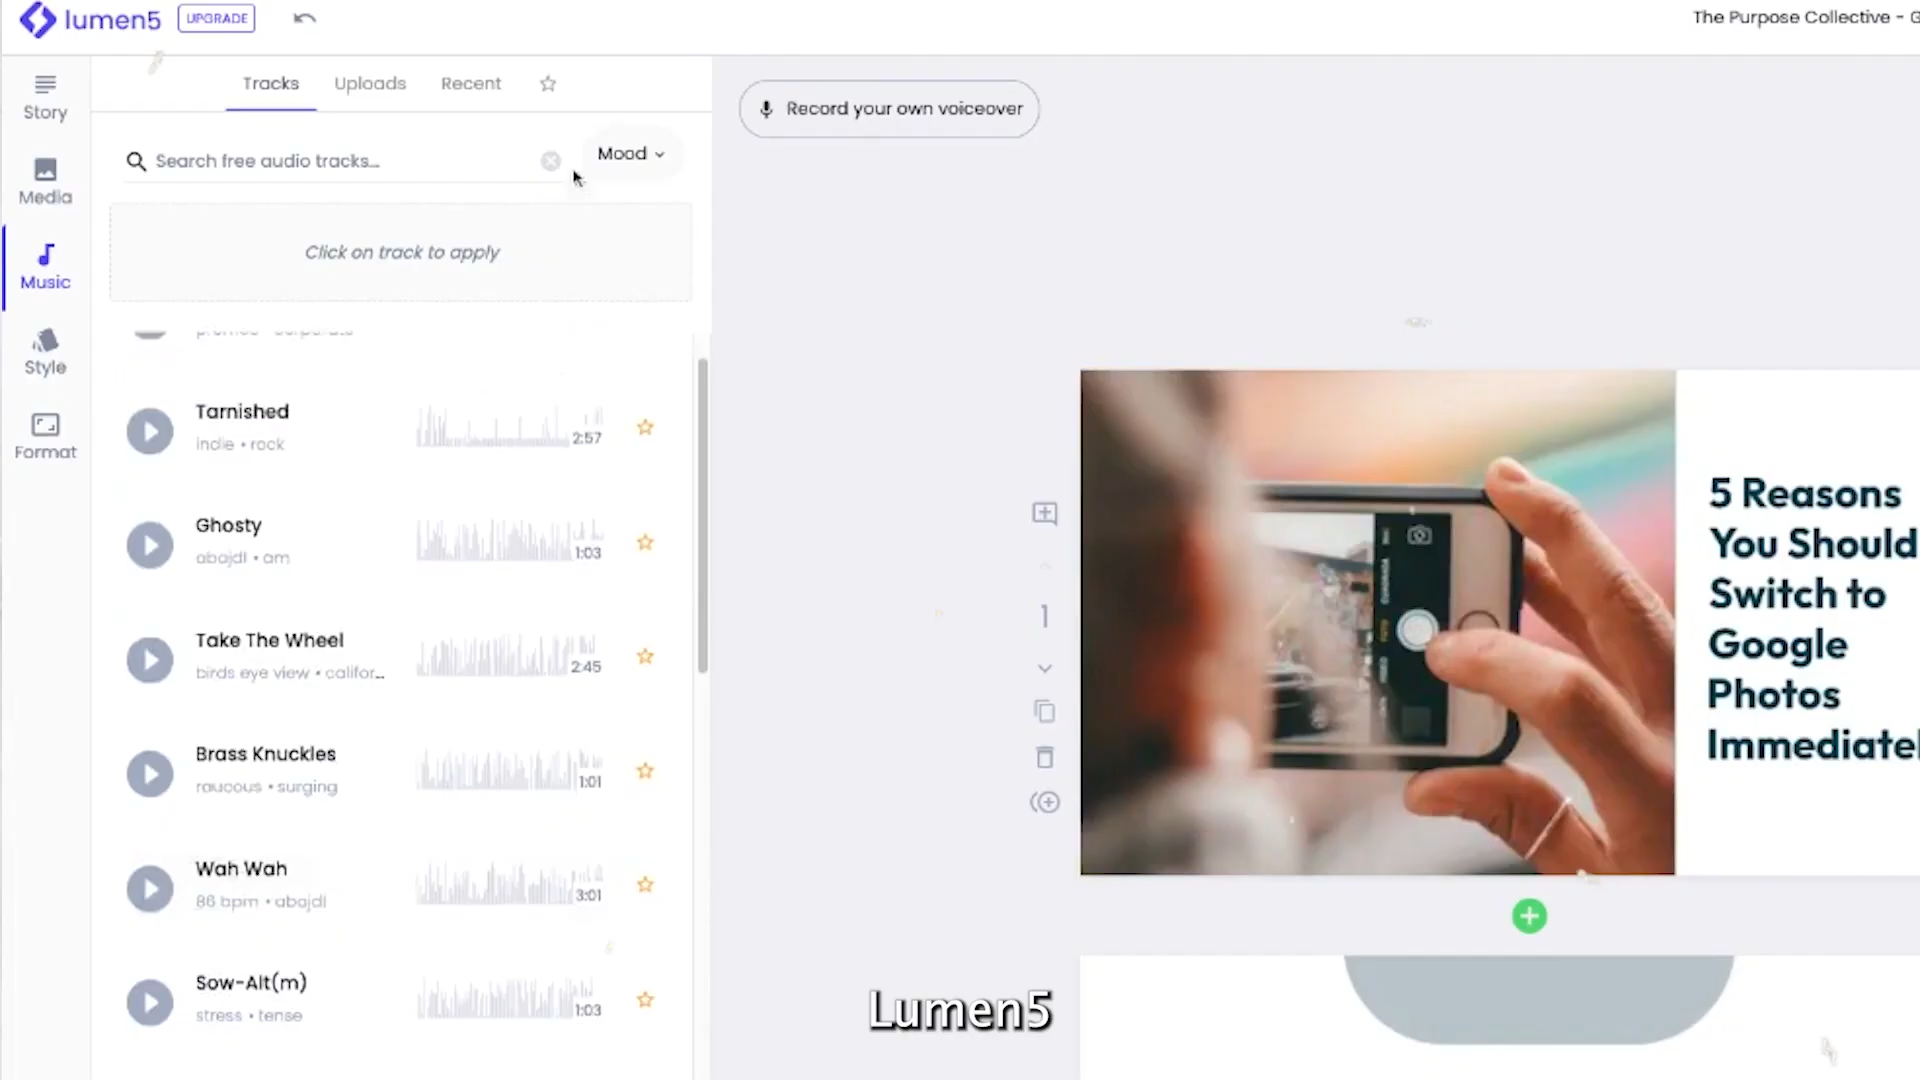 lumen5 UPGRADE
The Purpose Collective -
Story
Media
Music
Style
Format
Tracks Uploads Recent
Search free audio tracks...
Mood
Click on track to apply
Tarnished
indie • rock
2:57
Ghosty
abajdl • am
1:03
Take The Wheel
birds eye view • califor...
2:45
Brass Knuckles
raucous • surging
1:01
Wah Wah
86 bpm • abajdl
3:01
Sow-Alt(m)
stress • tense
1:03
Record your own voiceover
1
5 Reasons
You Should
Switch to
Google
Photos
Immediatel
Lumen5